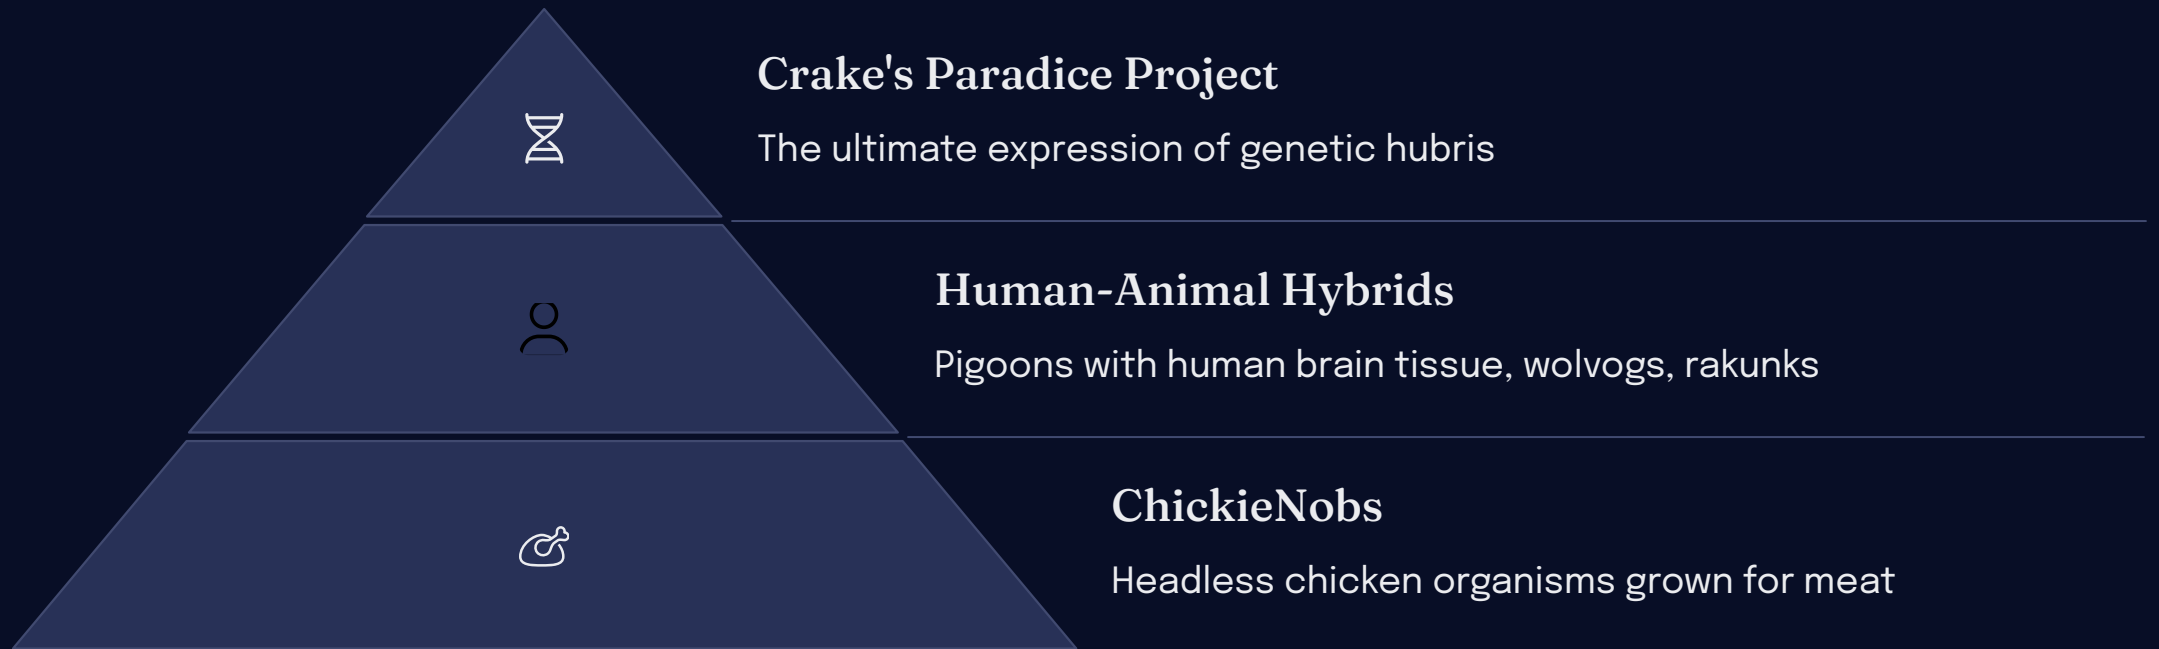 Crake's Paradice Project
The ultimate expression of genetic hubris
Human-Animal Hybrids
Pigoons with human brain tissue, wolvogs, rakunks
ChickieNobs
Headless chicken organisms grown for meat